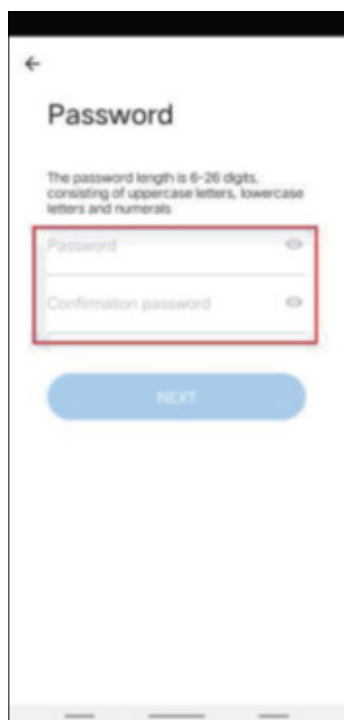 Password
The password length is 6-26 digits,
consisting of uppercase letters, lowercase
letters and numerals
Password
Confirmation password
NEXT